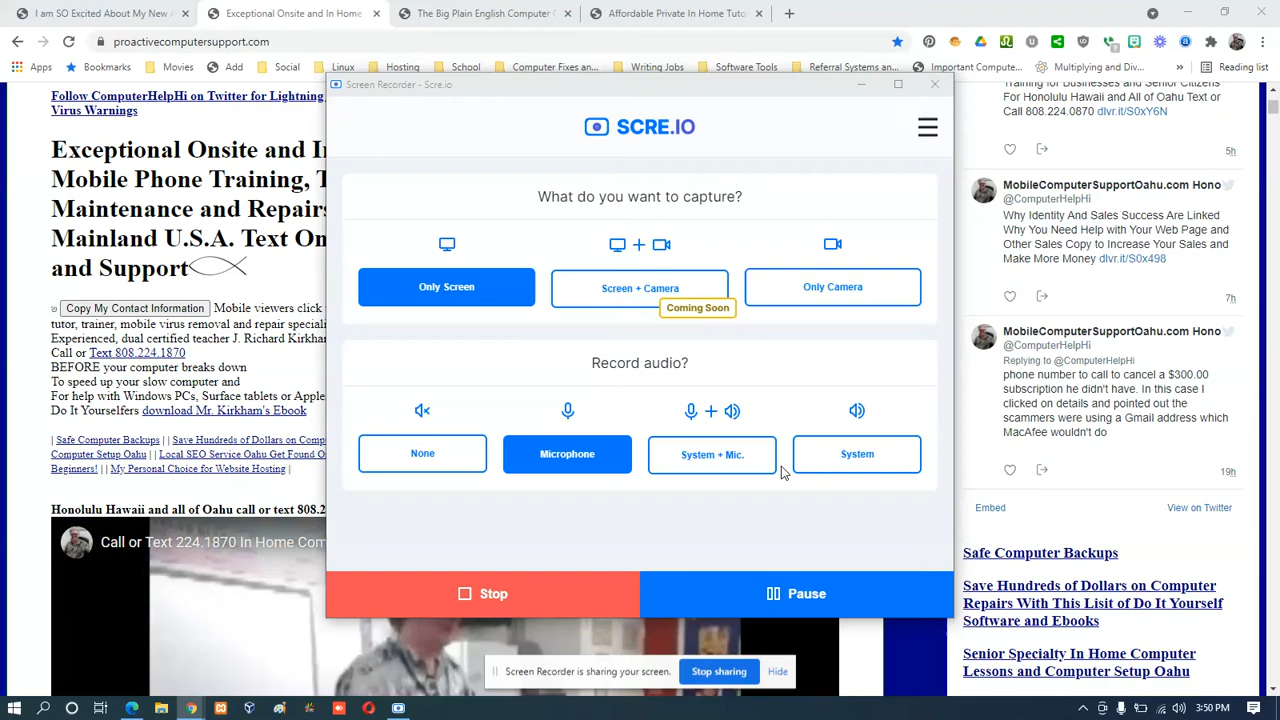 I am SO Excited About My New
Exceptional Onsite and In Home
The Big Plain English Computer
Affordable Private In Home Tuto
proactivecomputersupport.com
Apps
Bookmarks
Movies
Add
Social
Linux
Hosting
School
Computer Fixes an
Writing Jobs
Software Tools
Referral Systems an
Important Compute
Multiplying and Div
»
Reading list
Follow ComputerHelpHi on Twitter for Lightning
Virus Warnings
Exceptional Onsite and I
Mobile Phone Training, T
Maintenance and Repairs
Mainland U.S.A. Text On
and Support
Copy My Contact Information Mobile viewers click
tutor, trainer, mobile virus removal and repair speciali
Experienced, dual certified teacher J. Richard Kirkham
Call or Text 808.224.1870
BEFORE your computer breaks down
To speed up your slow computer and
For help with Windows PCs, Surface tablets or Apple
Do It Yourselfers download Mr. Kirkham's Ebook
| Safe Computer Backups | Save Hundreds of Dollars on Comp
Computer Setup Oahu | Local SEO Service Oahu Get Found O
Beginners! | My Personal Choice for Website Hosting |
Honolulu Hawaii and all of Oahu call or text 808.2
Call or Text 224.1870 In Home Com
Screen Recorder - Scre.io
SCRE.IO
What do you want to capture?
Only Screen
Screen + Camera
Only Camera
Coming Soon
Record audio?
None
Microphone
System + Mic.
System
Stop
Pause
Screen Recorder is sharing your screen.
Stop sharing
Hide
Training for Businesses and Senior Citizens
For Honolulu Hawaii and All of Oahu Text or
Call 808.224.0870 dlvr.it/S0xY6N
5h
MobileComputerSupportOahu.com Hono
@ComputerHelpHi
Why Identity And Sales Success Are Linked
Why You Need Help with Your Web Page and
Other Sales Copy to Increase Your Sales and
Make More Money dlvr.it/S0x498
7h
MobileComputerSupportOahu.com Hono
@ComputerHelpHi
Replying to @ComputerHelpHi
phone number to call to cancel a $300.00
subscription he didn't have. In this case I
clicked on details and pointed out the
scammers were using a Gmail address which
MacAfee wouldn't do
19h
Embed
View on Twitter
Safe Computer Backups
Save Hundreds of Dollars on Computer
Repairs With This Lisit of Do It Yourself
Software and Ebooks
Senior Specialty In Home Computer
Lessons and Computer Setup Oahu
3:50 PM